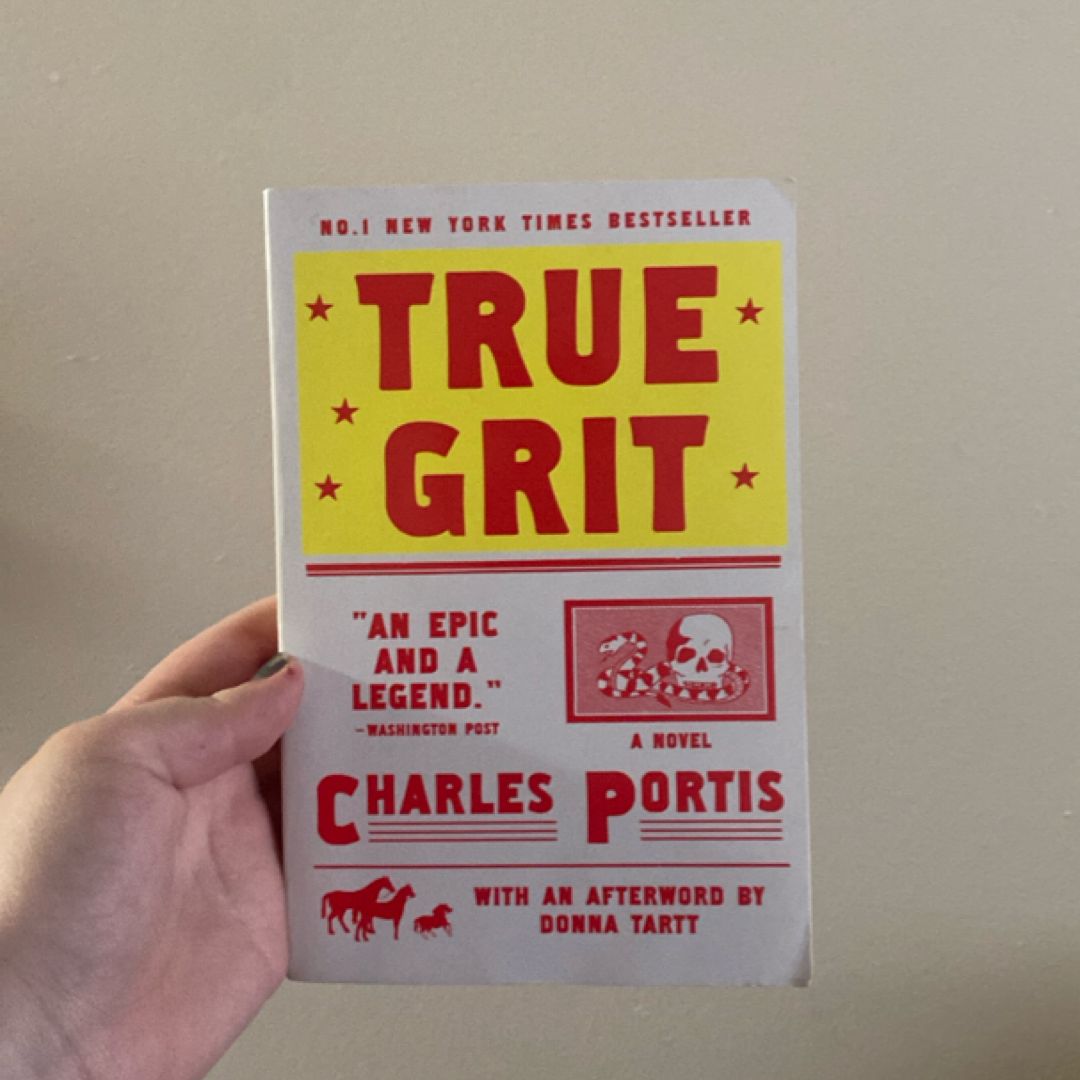 NO.1 NEW YORK TIMES BESTSELLER
TRUE
GRIT
"AN EPIC
AND A
LEGEND."
-WASHINGTON POST
A NOVEL
CHARLES PORTIS
WITH AN AFTERWORD BY
DONNA TARTT